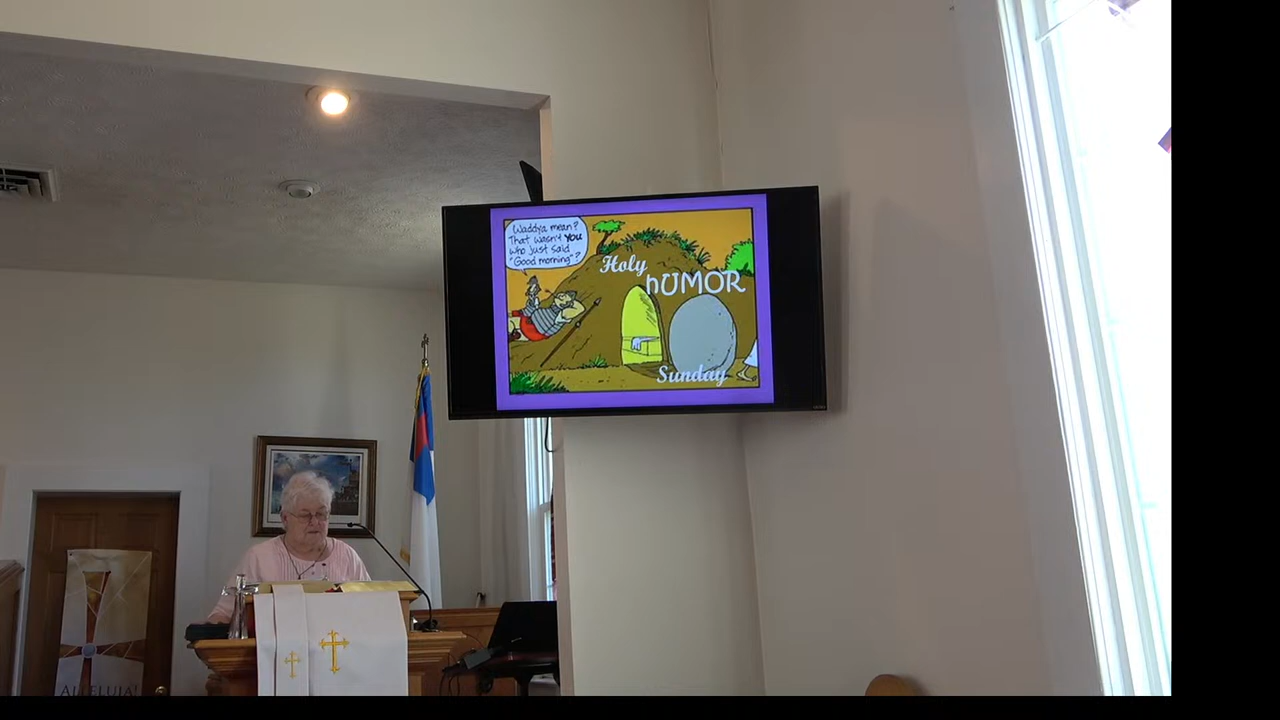 Waddya mean?
That wasn't YOU
who just said
"Good morning"?
Holy
hUMOR
Sunday
ALLELUIA!